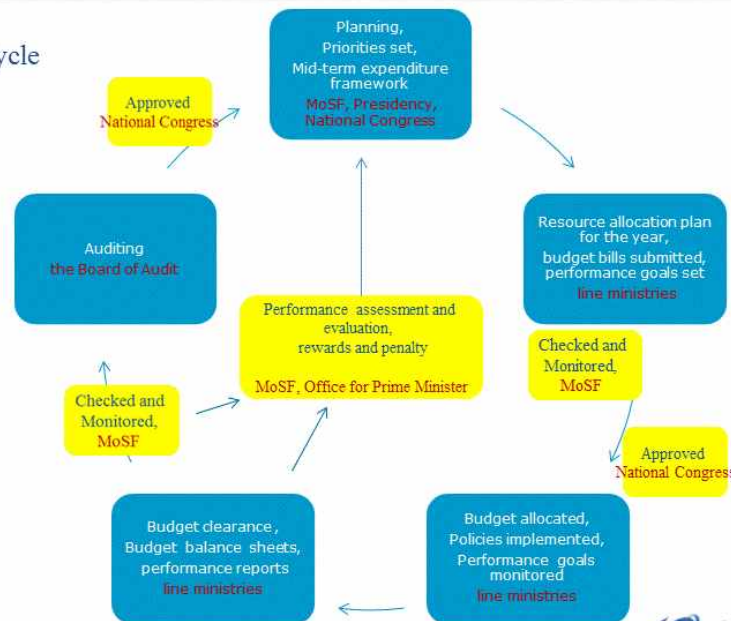 ycle
Planning,
Priorities set,
Mid-term expenditure
framework
MoSF, Presidency,
National Congress
Approved
National Congress
Resource allocation plan
for the year,
budget bills submitted,
performance goals set
line ministries
Auditing
the Board of Audit
Performance assessment and
evaluation,
rewards and penalty
MoSF, Office for Prime Minister
Checked and
Monitored,
MoSF
Checked and
Monitored,
MoSF
Approved
National Congress
Budget clearance ,
Budget balance sheets,
performance reports
line ministries
Budget allocated,
Policies implemented,
Performance goals
monitored
line ministries